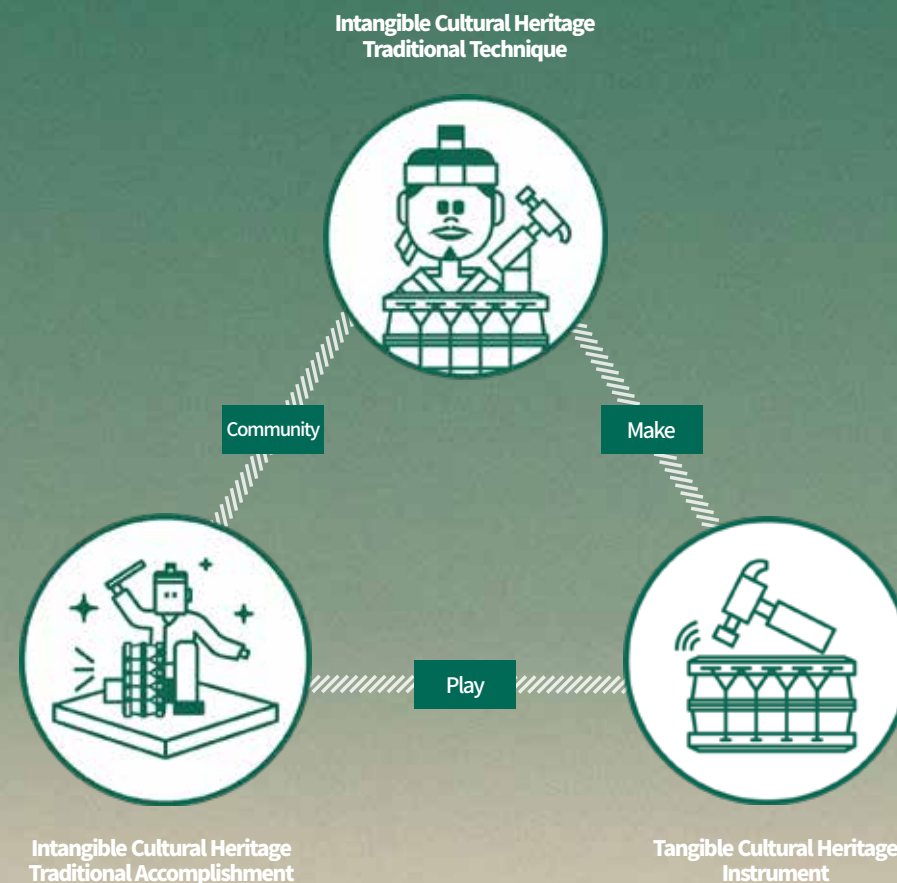 Intangible Cultural Heritage
Traditional Technique
Community
Make
Play
Intangible Cultural Heritage
Traditional Accomplishment
Tangible Cultural Heritage
Instrument